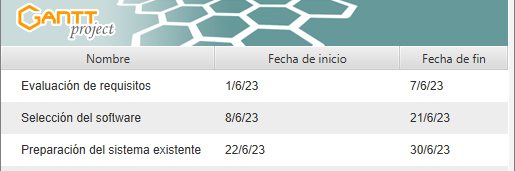 GANTT
project
Nombre Fecha de inicio Fecha de fin
Evaluación de requisitos 1/6/23 7/6/23
Selección del software 8/6/23 21/6/23
Preparación del sistema existente 22/6/23 30/6/23